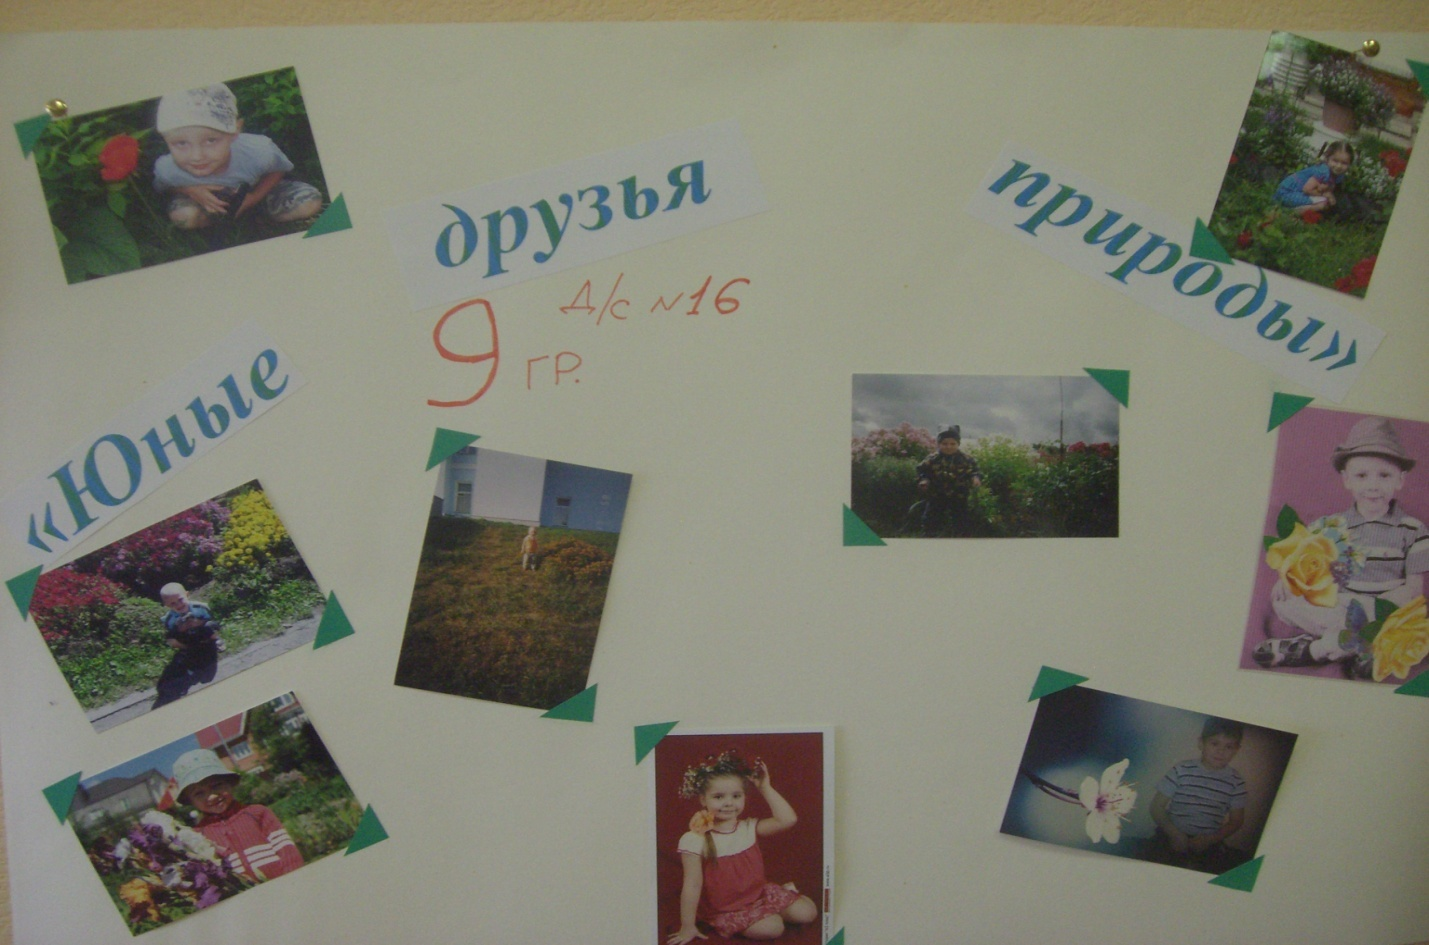 «Юные
друзья
природы»
9 гр. д/с №16